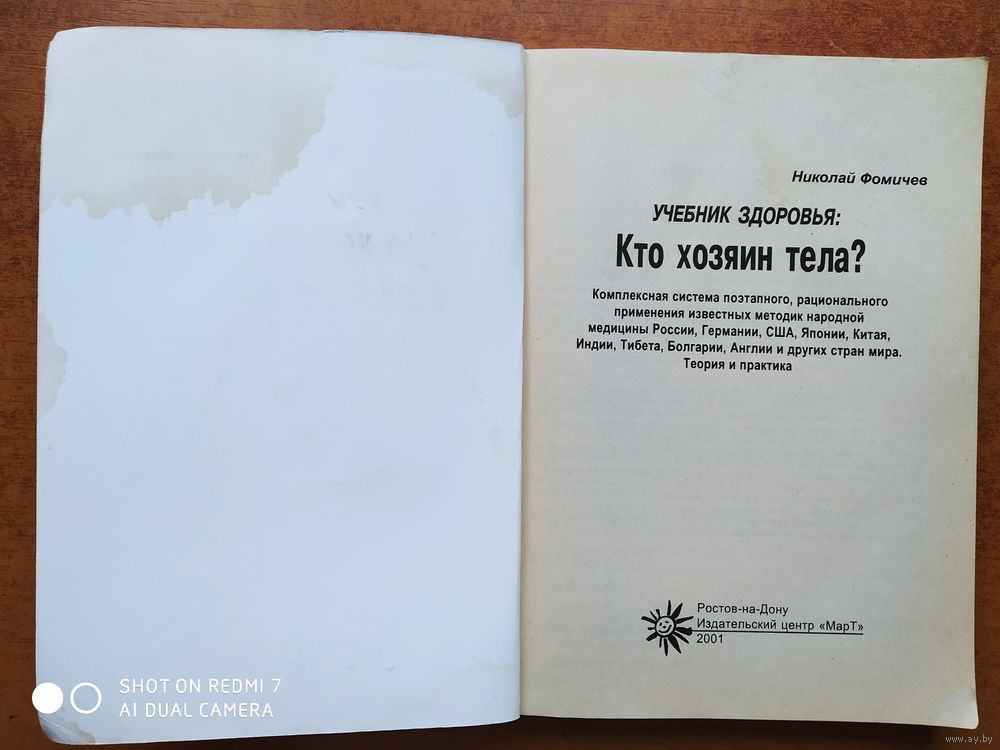 Николай Фомичев
УЧЕБНИК ЗДОРОВЬЯ:
Кто хозяин тела?
Комплексная система поэтапного, рационального
применения известных методик народной
медицины России, Германии, США, Японии, Китая,
Индии, Тибета, Болгарии, Англии и других стран мира.
Теория и практика
Ростов-на-Дону
Издательский центр «МарТ»
2001
SHOT ON REDMI 7
AI DUAL CAMERA
www.ay.by